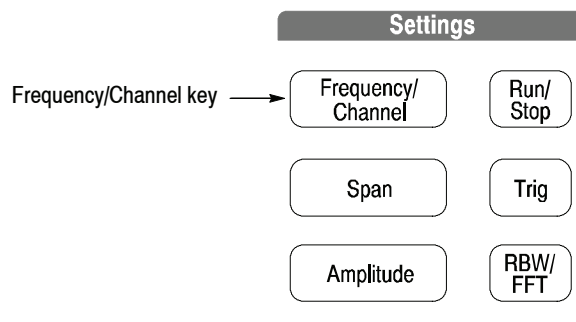 Settings
Frequency/Channel key
Frequency/
Channel
Run/
Stop
Span
Trig
Amplitude
RBW/
FFT